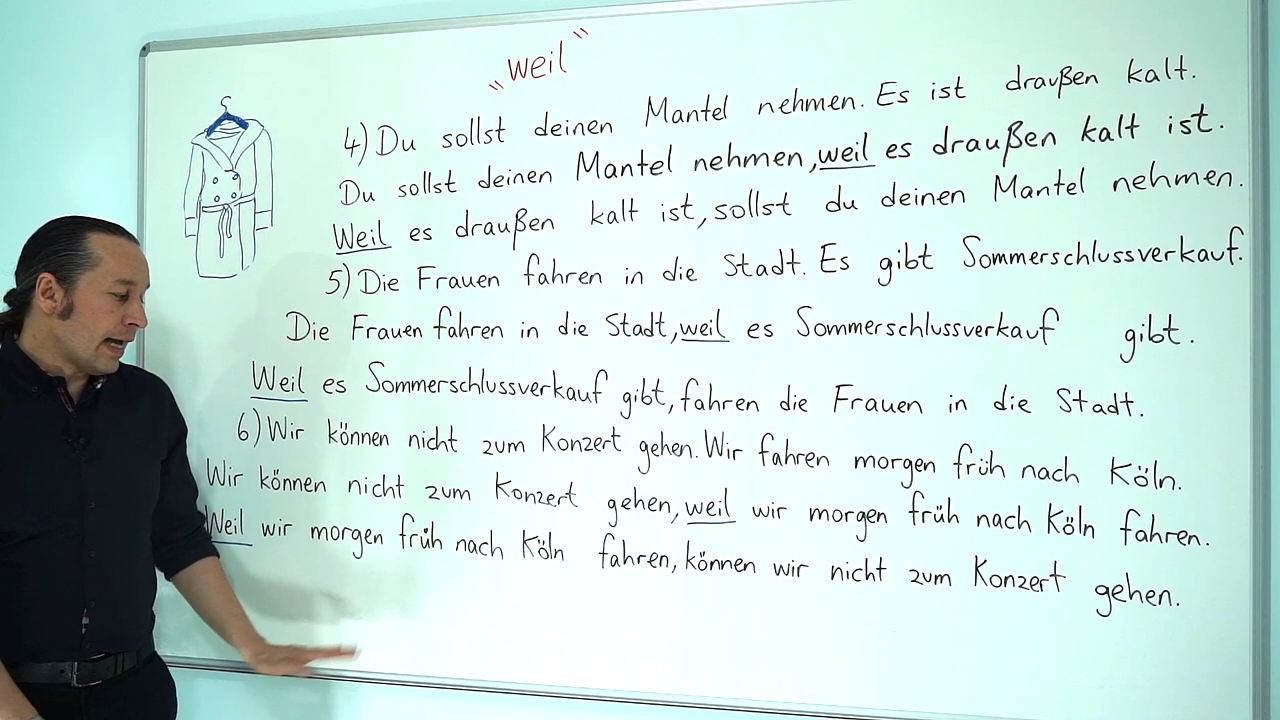 „weil"
4) Du sollst deinen Mantel nehmen. Es ist draußen kalt.
Du sollst deinen Mantel nehmen, weil es draußen kalt ist.
Weil es draußen kalt ist, sollst du deinen Mantel nehmen.
5) Die Frauen fahren in die Stadt. Es gibt Sommerschlussverkauf.
Die Frauen fahren in die Stadt, weil es Sommerschlussverkauf gibt.
Weil es Sommerschlussverkauf gibt, fahren die Frauen in die Stadt.
6) Wir können nicht zum Konzert gehen. Wir fahren morgen früh nach Köln.
Wir können nicht zum Konzert gehen, weil wir morgen früh nach Köln fahren.
Weil wir morgen früh nach Köln fahren, können wir nicht zum Konzert gehen.